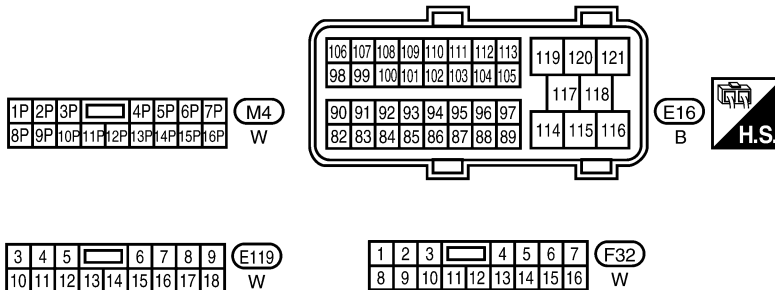 106 107 108 109 110 111 112 113 119 120 121
98 99 100 101 102 103 104 105
117 118
1P 2P 3P 4P 5P 6P 7P M4
8P 9P 10P 11P 12P 13P 14P 15P 16P W
90 91 92 93 94 95 96 97 E16
82 83 84 85 86 87 88 89 114 115 116 B
H.S.
3 4 5 6 7 8 9 E119
10 11 12 13 14 15 16 17 18 W
1 2 3 4 5 6 7 F32
8 9 10 11 12 13 14 15 16 W